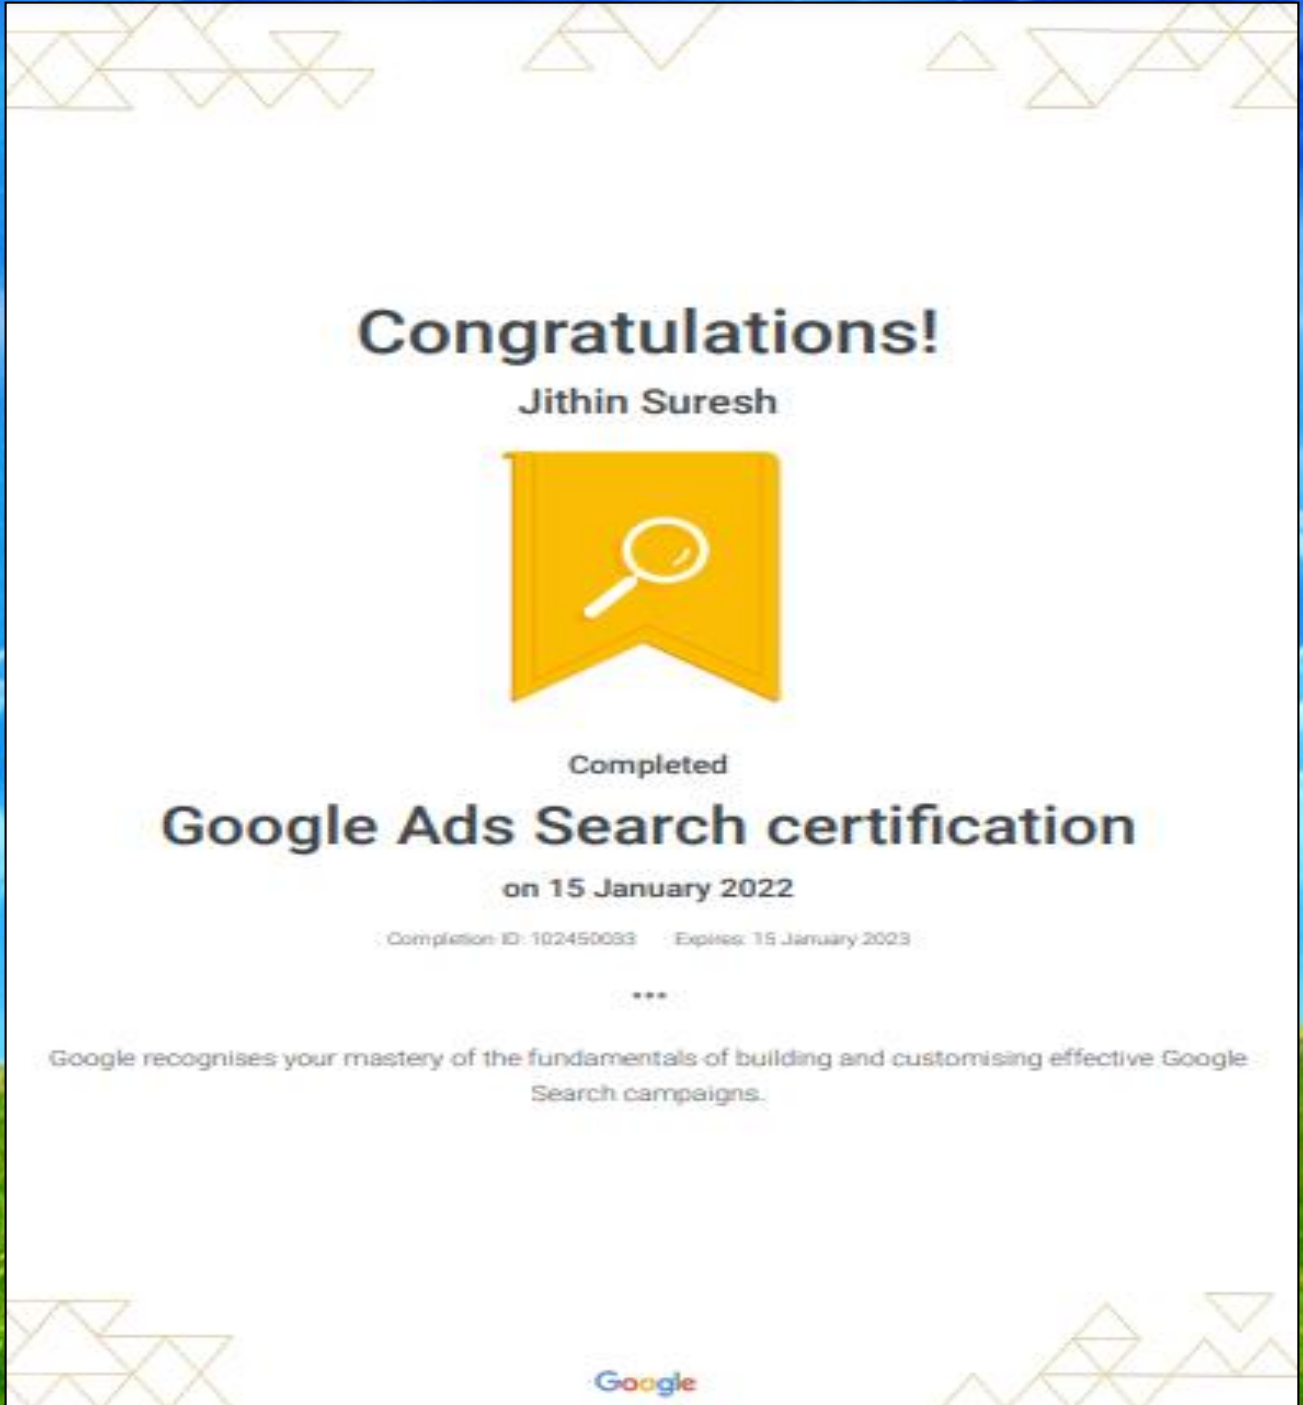 Congratulations!
Jithin Suresh
Completed
Google Ads Search certification
on 15 January 2022
Completion ID: 102450033 Expires: 15 January 2023
•••
Google recognises your mastery of the fundamentals of building and customising effective Google
Search campaigns.
Google